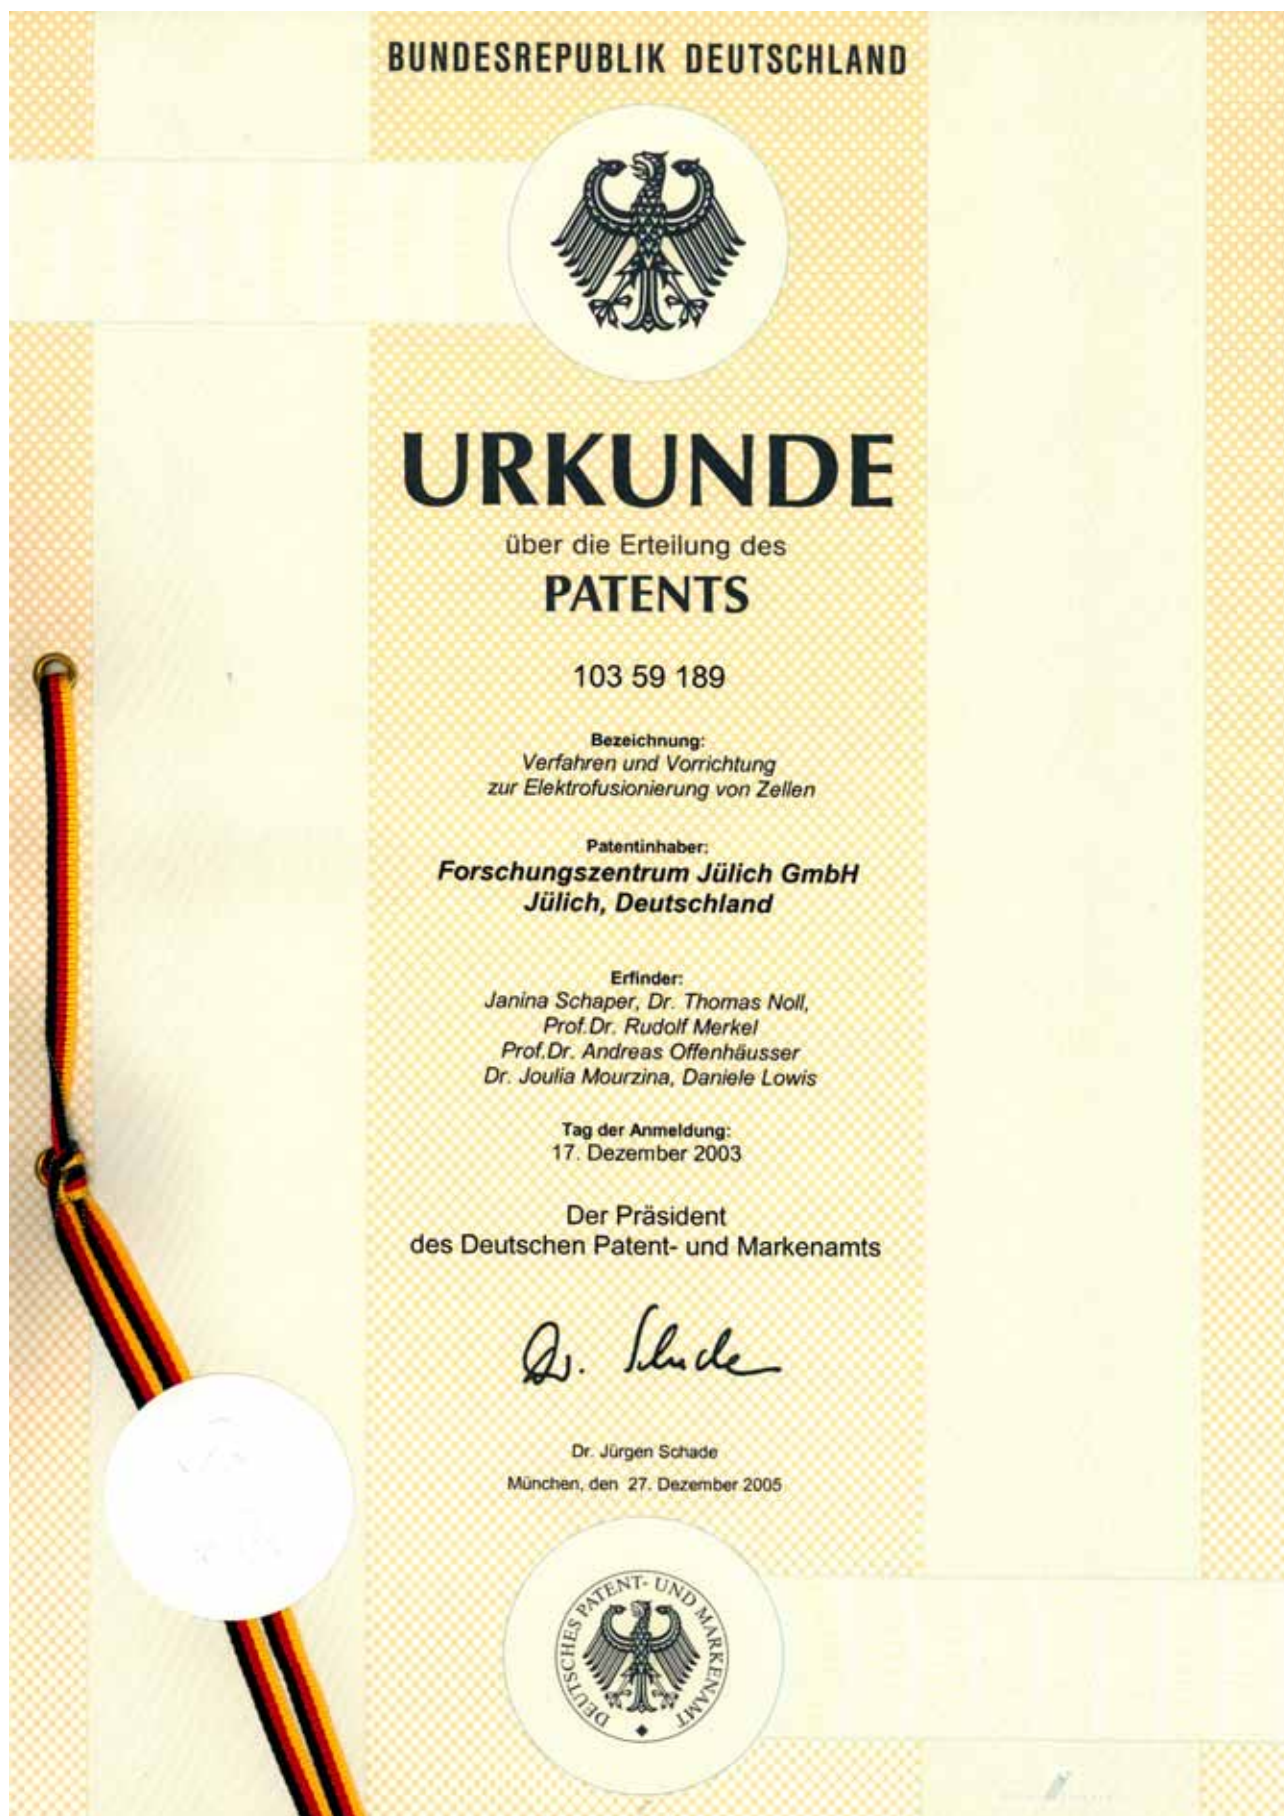 BUNDESREPUBLIK DEUTSCHLAND
URKUNDE
über die Erteilung des
PATENTS
103 59 189
Bezeichnung:
Verfahren und Vorrichtung
zur Elektrofusionierung von Zellen
Patentinhaber:
Forschungszentrum Jülich GmbH
Jülich, Deutschland
Erfinder:
Janina Schaper, Dr. Thomas Noll,
Prof.Dr. Rudolf Merkel
Prof.Dr. Andreas Offenhäusser
Dr. Joulia Mourzina, Daniele Lowis
Tag der Anmeldung:
17. Dezember 2003
Der Präsident
des Deutschen Patent- und Markenamts
Dr. Schade
Dr. Jürgen Schade
München, den 27. Dezember 2005
DEUTSCHES PATENT- UND MARKENAMT